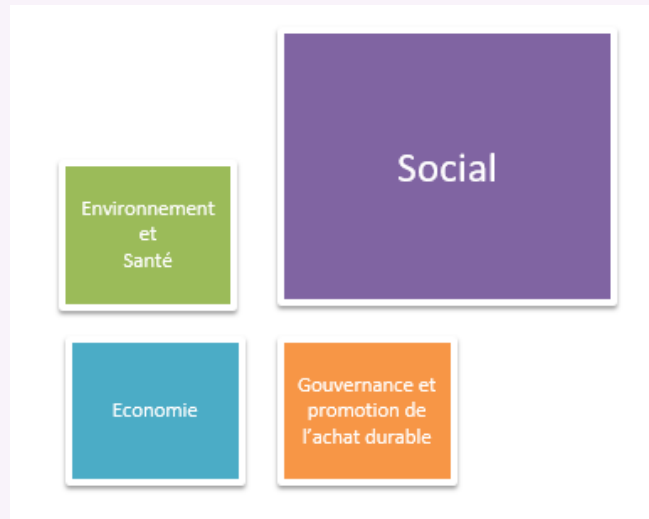 Social
Environnement
et
Santé
Economie
Gouvernance et
promotion de
l'achat durable